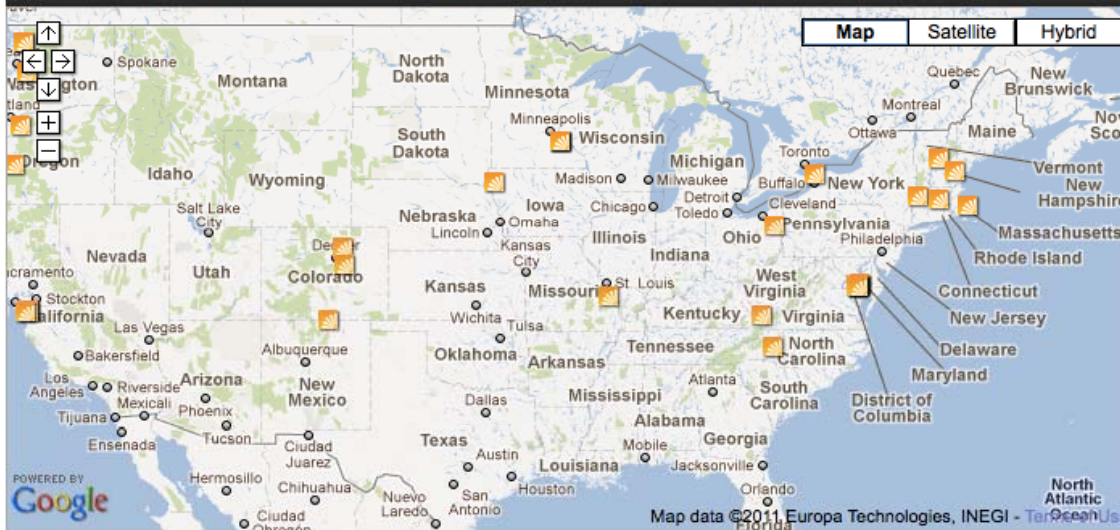 Map
Satellite
Hybrid
Spokane
Washington
Montana
North
Dakota
Minnesota
Quebec
New
Brunswick
Montreal
Ottawa
Maine
Minneapolis
Wisconsin
South
Dakota
Michigan
Toronto
Vermont
New
Hampshire
Oregon
Idaho
Wyoming
Madison
Milwaukee
Buffalo
New York
Iowa
Chicago
Detroit
Toledo
Cleveland
Massachusetts
Salt Lake
City
Nebraska
Omaha
Lincoln
Illinois
Ohio
Pennsylvania
Philadelphia
Rhode Island
Nevada
Utah
Colorado
Kansas
City
Indiana
West
Virginia
Connecticut
Stockton
Kansas
Missouri
St Louis
Kentucky
Virginia
New Jersey
Las Vegas
Wichita
Tulsa
Bakersfield
Albuquerque
Oklahoma
Arkansas
Tennessee
North
Carolina
Delaware
Maryland
Los
Angeles
Riverside
Arizona
New
Mexico
Mexicali
Phoenix
Dallas
Mississippi
Atlanta
South
Carolina
District of
Columbia
Tijuana
Tucson
Alabama
Ensenada
Ciudad
Juarez
Texas
Austin
Louisiana
Mobile
Georgia
Jacksonville
Hermosillo
Chihuahua
San
Antonio
Houston
Orlando
North
Atlantic
Ocean
Nuevo
Laredo
Ciudad
Obregón
Florida
POWERED BY
Google
Map data ©2011 Europa Technologies, INEGI -